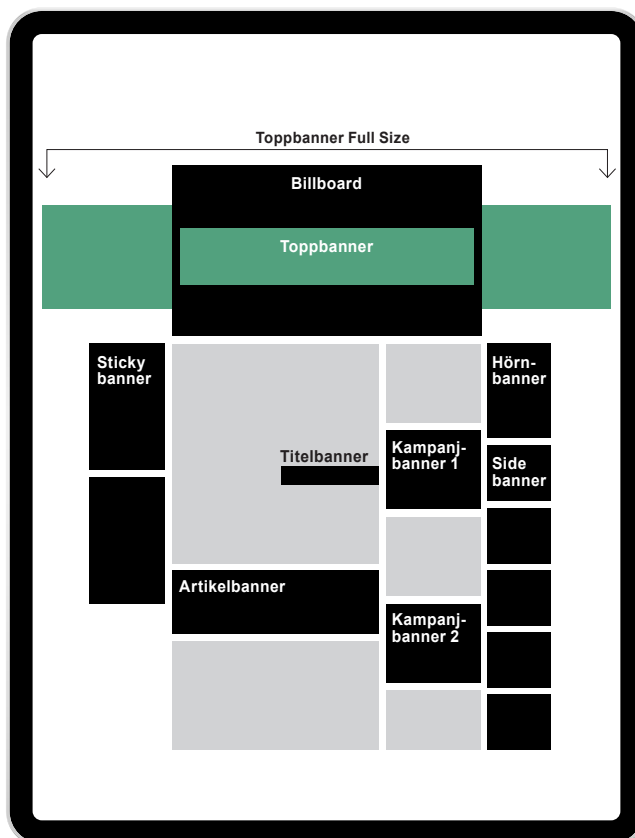 Toppbanner Full Size
Billboard
Toppbanner
Sticky
banner
Hörn-
banner
Titelbanner
Kampanj-
banner 1
Side
banner
Artikelbanner
Kampanj-
banner 2